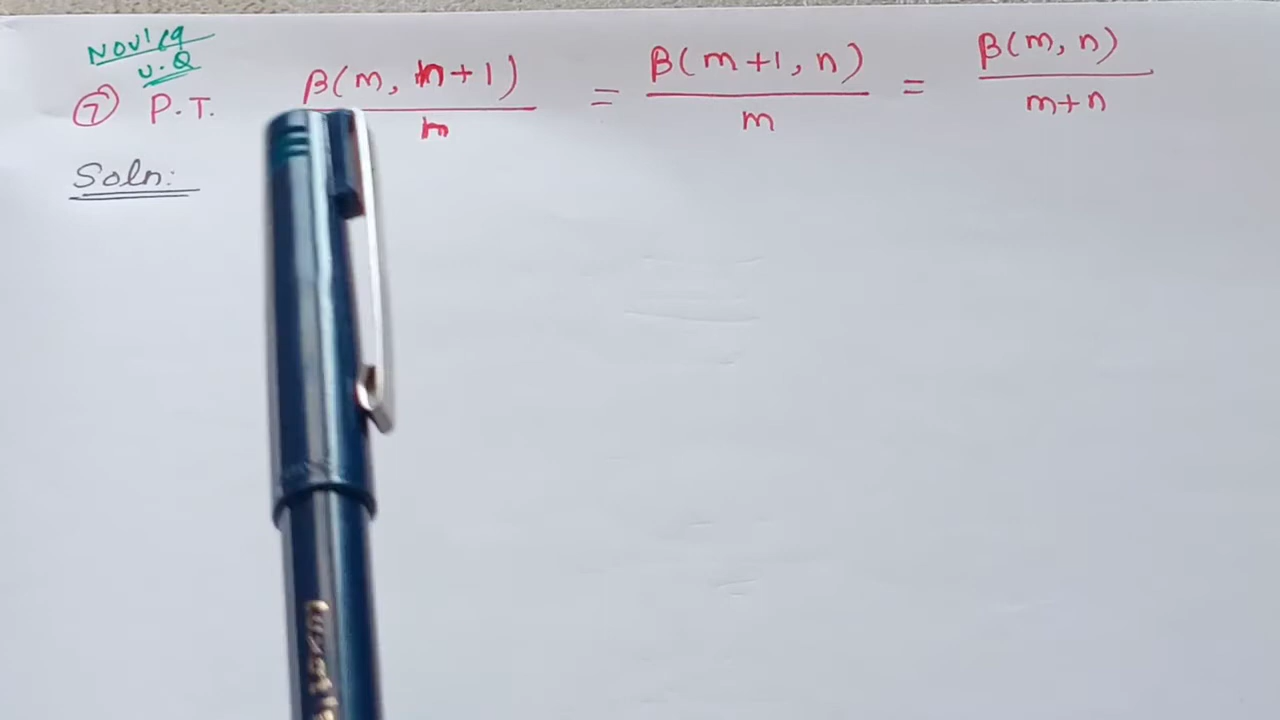 NOV'19
U.Q
⑦ P.T. β(m, n+1)/n = β(m+1, n)/m = β(m, n)/m+n
Soln: